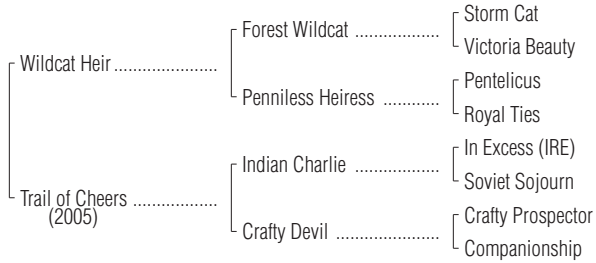 Storm Cat
Forest Wildcat ..................
Victoria Beauty
Wildcat Heir ......................
Pentelicus
Penniless Heiress ............
Royal Ties
In Excess (IRE)
Indian Charlie ..................
Soviet Sojourn
Trail of Cheers ..................
(2005)
Crafty Prospector
Crafty Devil ......................
Companionship